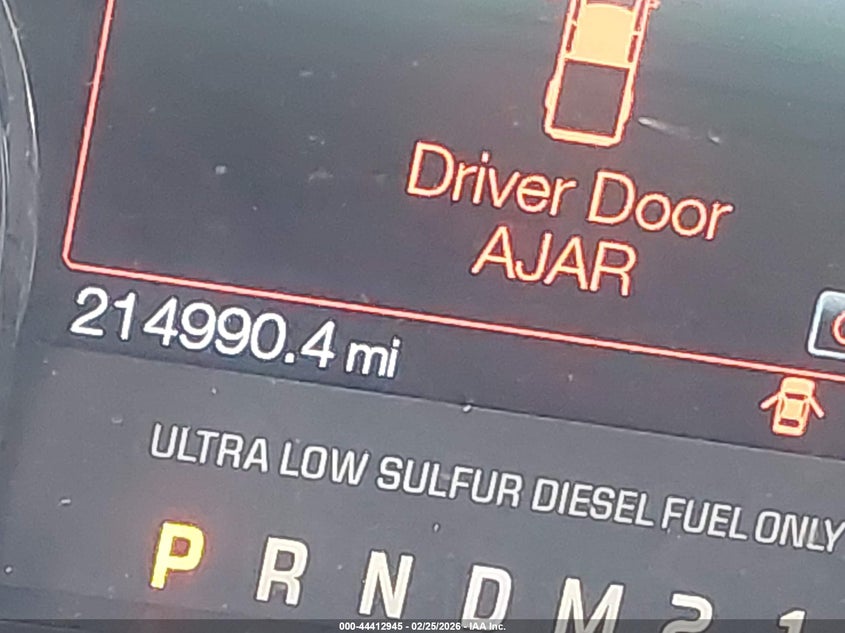 Driver Door
AJAR
214990.4 mi
ULTRA LOW SULFUR DIESEL FUEL ONLY
P R N D M 2 1
000-44412945 - 02/25/2026 - IAA Inc.